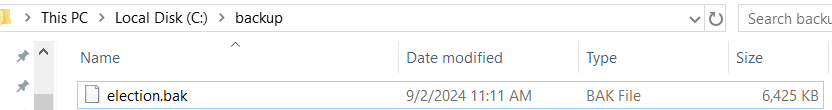 This PC > Local Disk (C:) > backup
Search backu
Name Date modified Type Size
election.bak 9/2/2024 11:11 AM BAK File 6,425 KB